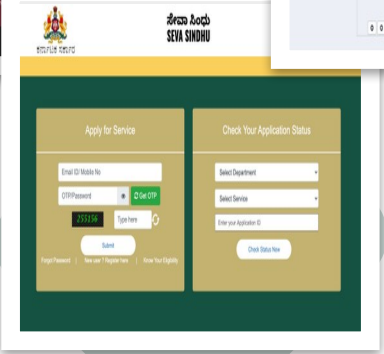 ಕರ್ನಾಟಕ ಸರ್ಕಾರ
ಸೇವಾ ಸಿಂಧು
SEVA SINDHU
Apply for Service
Email ID/ Mobile No
OTP/Password
Get OTP
253156
Type here
Submit
Forgot Password | New user ? Register here | Know Your Eligibility
Check Your Application Status
Select Department
Select Service
Enter your Application ID
Check Status Now